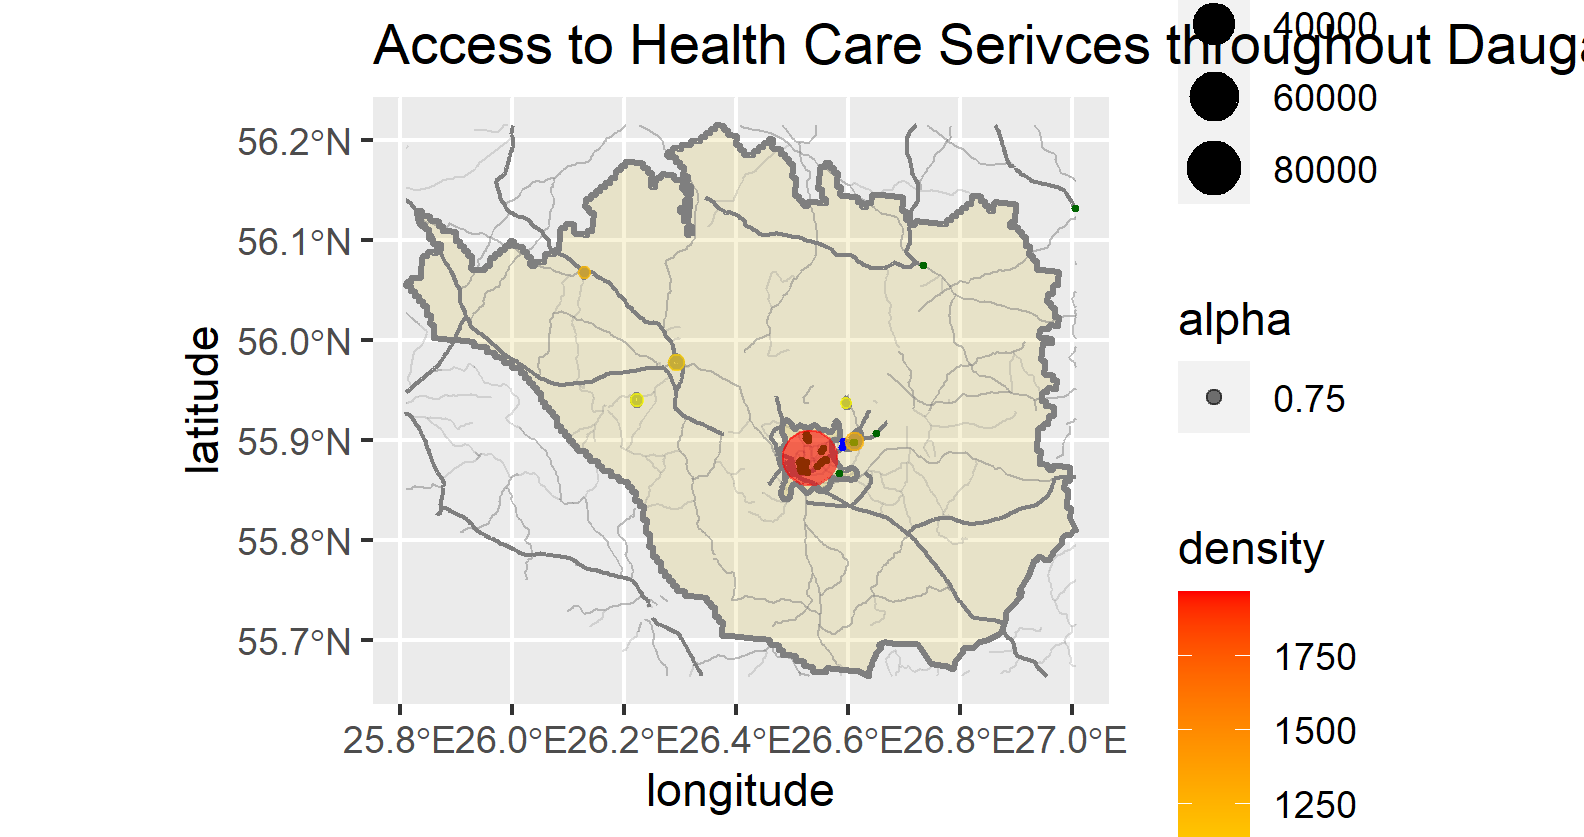 Access to Health Care Serivces throughout Dauga
56.2°N
56.1°N
56.0°N
55.9°N
55.8°N
55.7°N
latitude
25.8°E
26.0°E
26.2°E
26.4°E
26.6°E
26.8°E
27.0°E
longitude
40000
60000
80000
alpha
0.75
density
1750
1500
1250